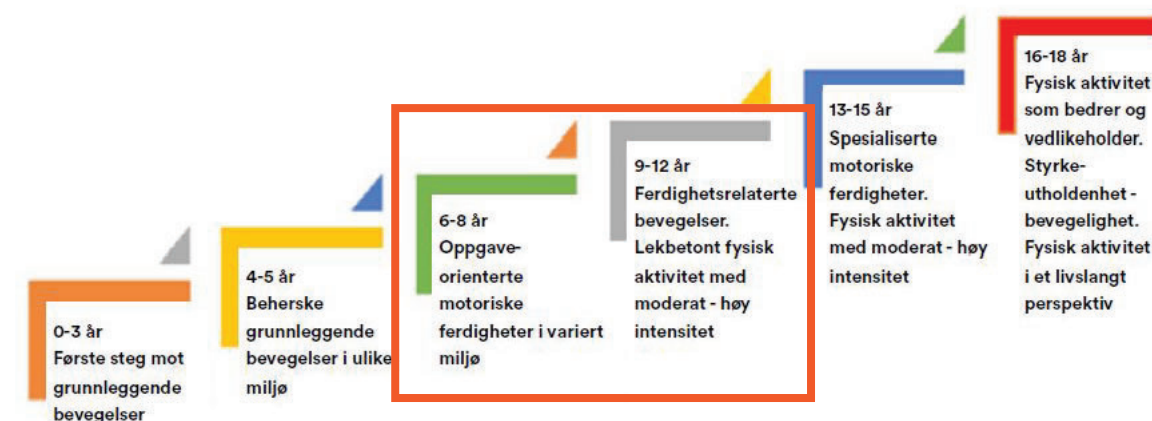 0-3 år
Første steg mot
grunnleggende
bevegelser
4-5 år
Beherske
grunnleggende
bevegelser i ulike
miljø
6-8 år
Oppgave-
orienterte
motoriske
ferdigheter i variert
miljø
9-12 år
Ferdighetsrelaterte
bevegelser.
Lekbetont fysisk
aktivitet med
moderat - høy
intensitet
13-15 år
Spesialiserte
motoriske
ferdigheter.
Fysisk aktivitet
med moderat - høy
intensitet
16-18 år
Fysisk aktivitet
som bedrer og
vedlikeholder.
Styrke-
utholdenhet -
bevegelighet.
Fysisk aktivitet
i et livslangt
perspektiv